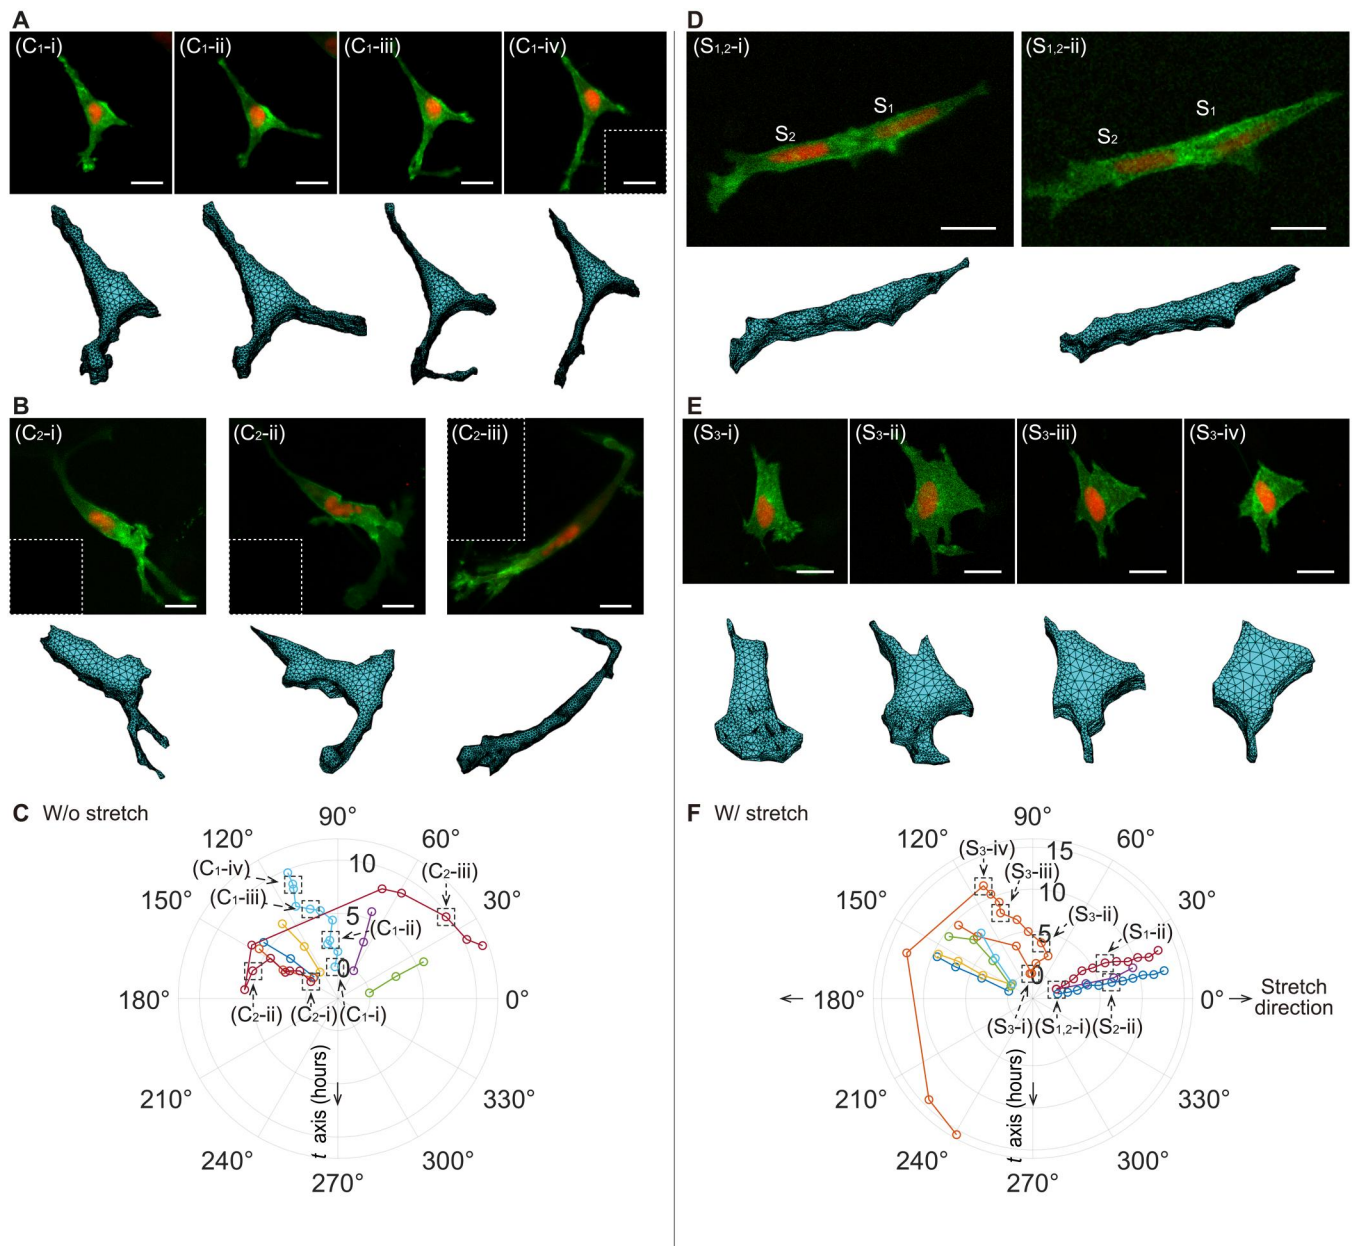 A
(C1-i)
(C1-ii)
(C1-iii)
(C1-iv)
B
(C2-i)
(C2-ii)
(C2-iii)
C W/o stretch
90°
120°
60°
150°
30°
180°
0°
210°
330°
240°
300°
270°
10
5
0
(C1-iv)
(C1-iii)
(C2-iii)
(C1-ii)
(C2-ii)
(C2-i)
(C1-i)
t axis (hours)
D
(S1,2-i)
S1
S2
(S1,2-ii)
S1
S2
E
(S3-i)
(S3-ii)
(S3-iii)
(S3-iv)
F W/ stretch
90°
120°
60°
150°
30°
180°
0°
Stretch
direction
210°
330°
240°
300°
270°
15
10
5
0
(S3-iv)
(S3-iii)
(S3-ii)
(S1-ii)
(S3-i)
(S1,2-i)
(S2-ii)
t axis (hours)